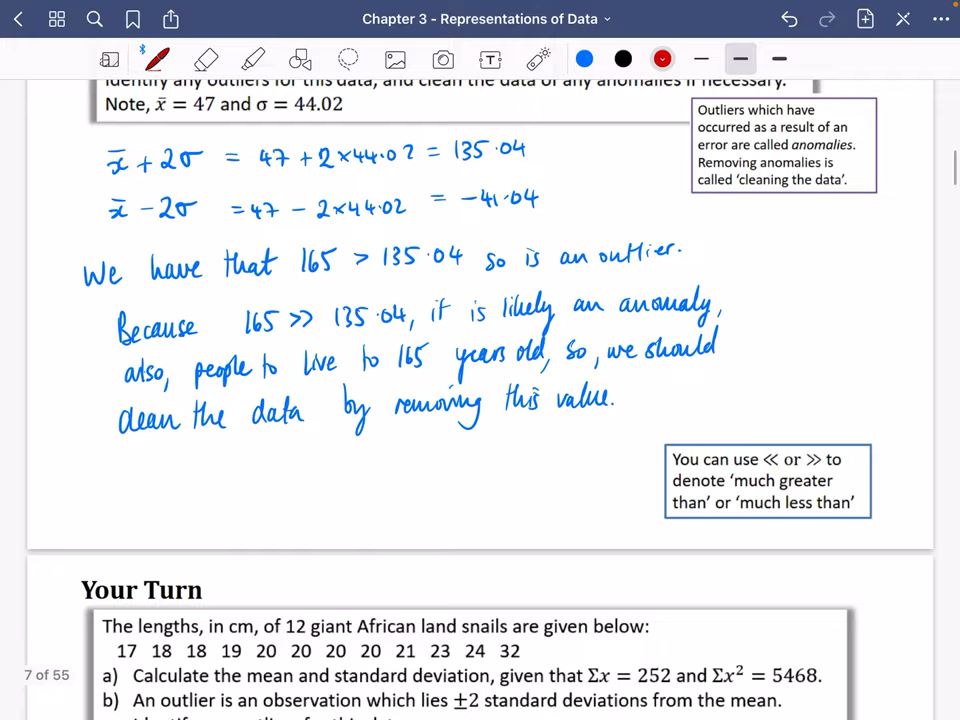 Chapter 3 - Representations of Data
Identify any outliers for this data, and clean the data of any anomalies if necessary.
Note, x̄ = 47 and σ = 44.02
Outliers which have
occurred as a result of an
error are called anomalies.
Removing anomalies is
called 'cleaning the data'.
x̄ + 2σ = 47 + 2×44.02 = 135.04
x̄ - 2σ = 47 - 2×44.02 = -41.04
We have that 165 > 135.04 so is an outlier.
Because 165 >> 135.04, it is likely an anomaly,
also, people to live to 165 years old, so, we should
clean the data by removing this value.
You can use ≪ or ≫ to
denote 'much greater
than' or 'much less than'
Your Turn
The lengths, in cm, of 12 giant African land snails are given below:
17 18 18 19 20 20 20 20 21 23 24 32
7 of 55
a) Calculate the mean and standard deviation, given that Σx = 252 and Σx² = 5468.
b) An outlier is an observation which lies ±2 standard deviations from the mean.